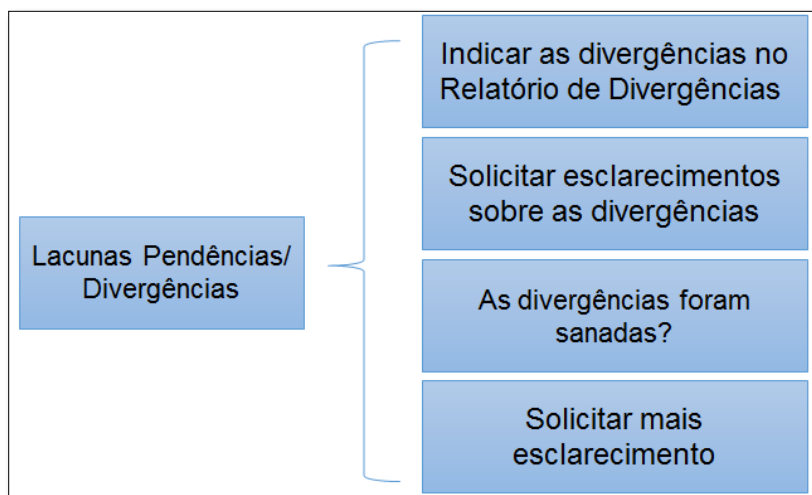 Lacunas Pendências/
Divergências
Indicar as divergências no
Relatório de Divergências
Solicitar esclarecimentos
sobre as divergências
As divergências foram
sanadas?
Solicitar mais
esclarecimento